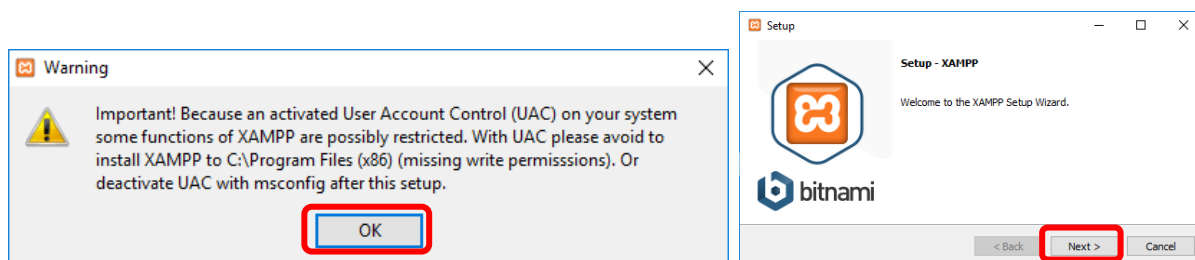 Warning
Important! Because an activated User Account Control (UAC) on your system
some functions of XAMPP are possibly restricted. With UAC please avoid to
install XAMPP to C:\Program Files (x86) (missing write permisssions). Or
deactivate UAC with msconfig after this setup.
OK
Setup
Setup - XAMPP
Welcome to the XAMPP Setup Wizard.
bitnami
< Back
Next >
Cancel